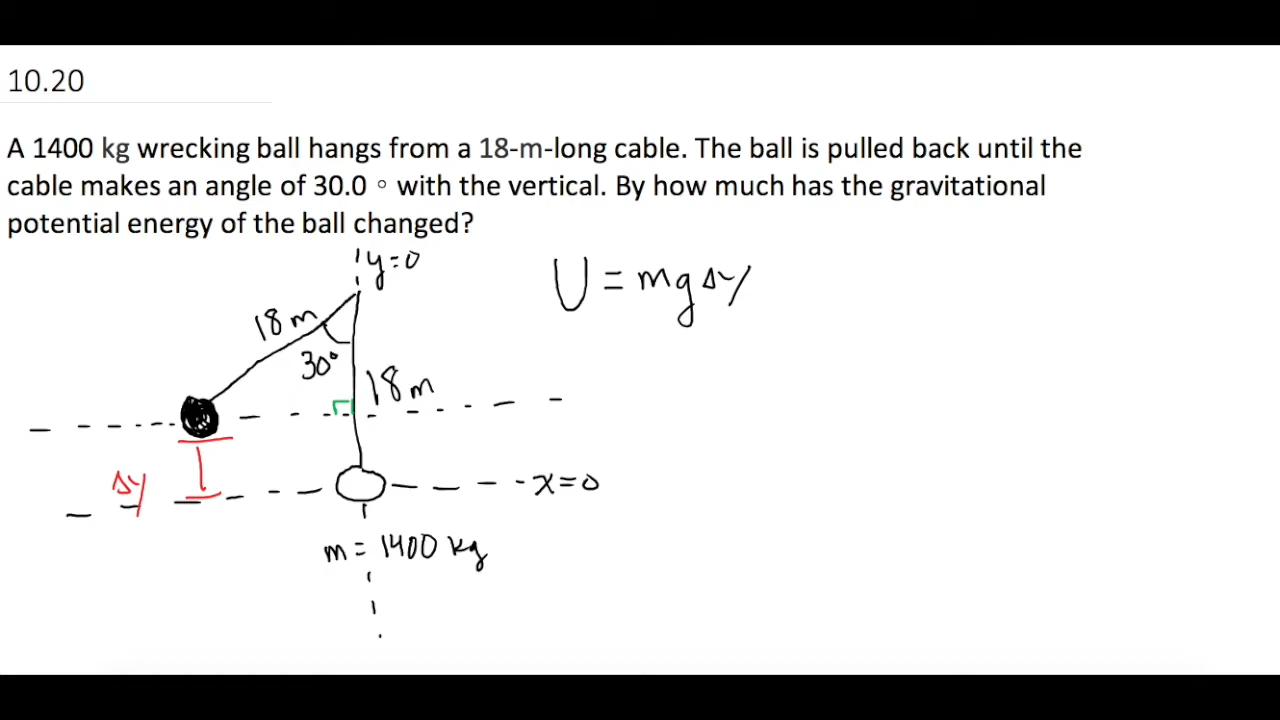 10.20
A 1400 kg wrecking ball hangs from a 18-m-long cable. The ball is pulled back until the
cable makes an angle of 30.0 ° with the vertical. By how much has the gravitational
potential energy of the ball changed?
y=0
U = mgΔy
18 m
30°
18 m
Δy
x=0
m = 1400 kg